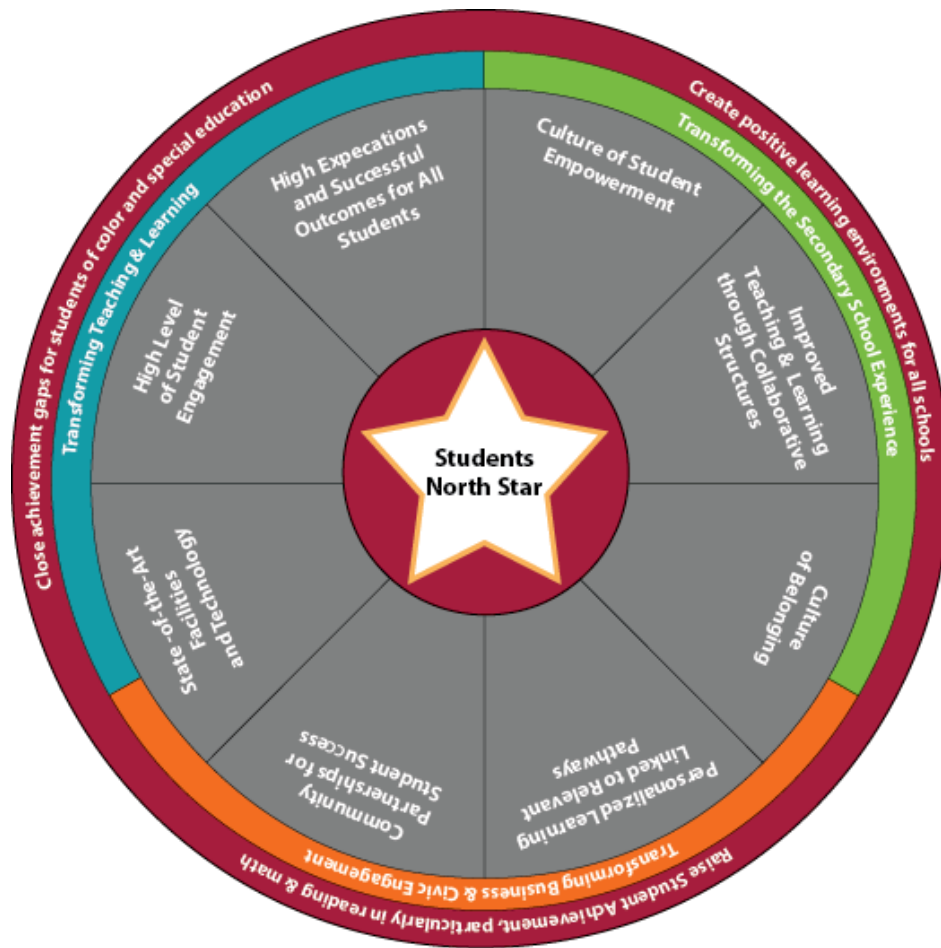 Close achievement gaps for students of color and special education
Create positive learning environments for all schools
Raise Student Achievement, particularly in reading & math
Transforming Teaching & Learning
Transforming the Secondary School Experience
Transforming Business & Civic Engagement
High Expecations
and Successful
Outcomes for All
Students
Culture of Student
Empowerment
Improved
Teaching & Learning
through Collaborative
Structures
Culture
of Belonging
Personalized Learning
Linked to Relevant
Pathways
Community
Partnerships for
Student Success
State-of-the-Art
Facilities
and Technology
High Level
of Student
Engagement
Students
North Star